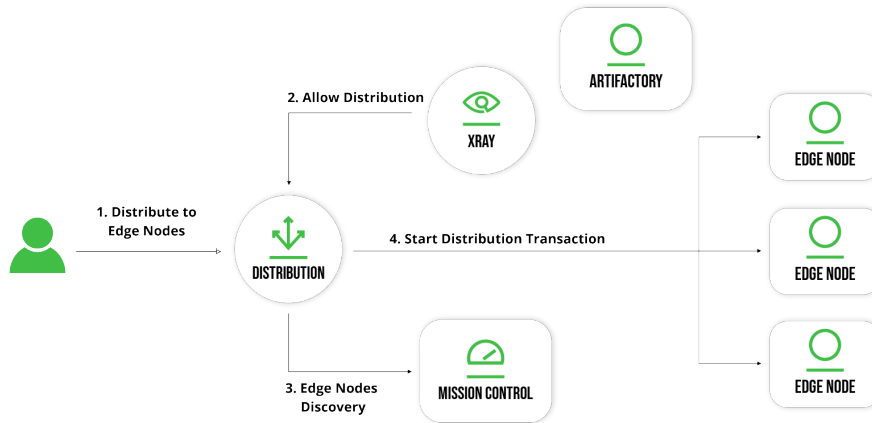 ARTIFACTORY
2. Allow Distribution
XRAY
EDGE NODE
1. Distribute to
Edge Nodes
4. Start Distribution Transaction
DISTRIBUTION
EDGE NODE
3. Edge Nodes
Discovery
MISSION CONTROL
EDGE NODE